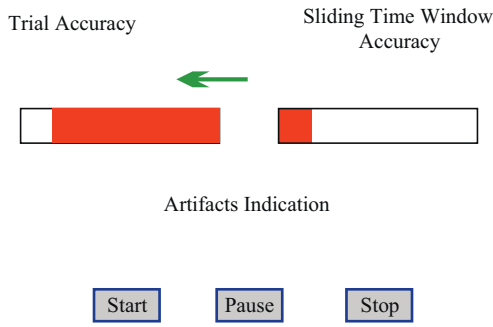 Trial Accuracy
Sliding Time Window
Accuracy
Artifacts Indication
Start
Pause
Stop